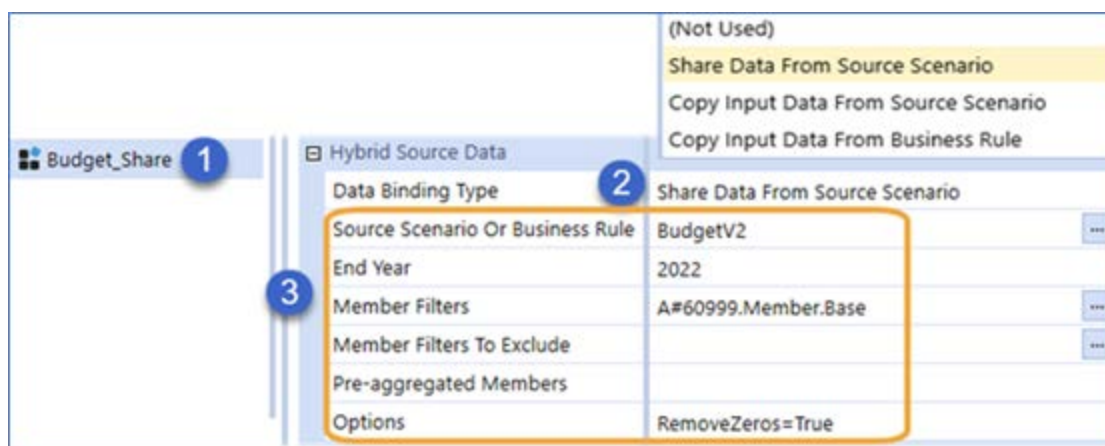 (Not Used)
Share Data From Source Scenario
Copy Input Data From Source Scenario
Copy Input Data From Business Rule
Budget_Share 1
Hybrid Source Data
Data Binding Type 2 Share Data From Source Scenario
Source Scenario Or Business Rule BudgetV2 ...
End Year 2022
3
Member Filters A#60999.Member.Base ...
Member Filters To Exclude ...
Pre-aggregated Members
Options RemoveZeros=True